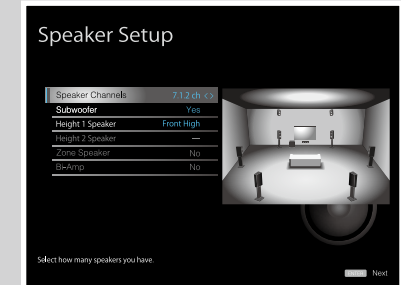 Speaker Setup
Speaker Channels 7.1.2 ch <>
Subwoofer Yes
Height 1 Speaker Front High
Height 2 Speaker —
Zone Speaker No
Bi-Amp No
Select how many speakers you have.
ENTER Next